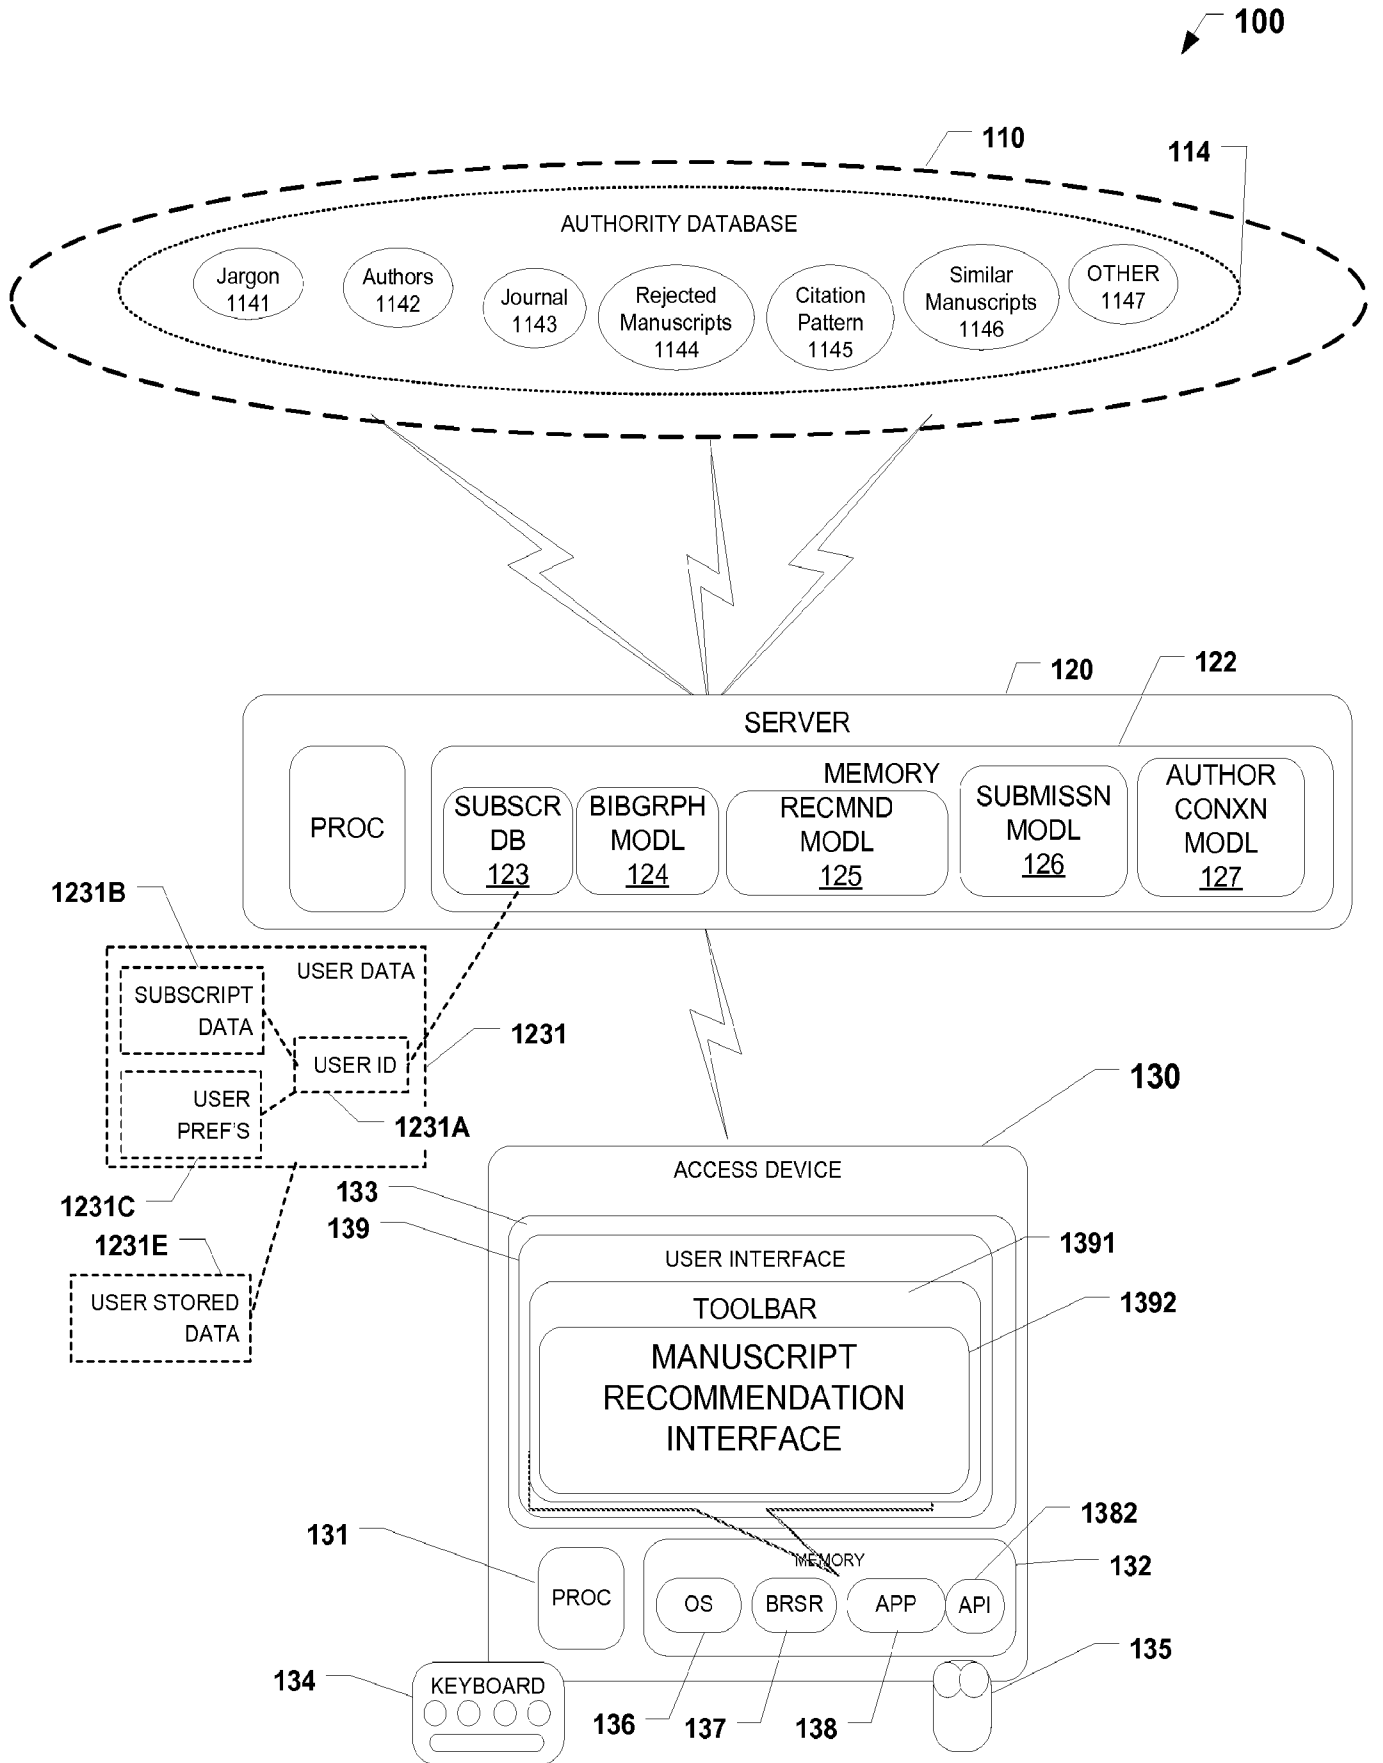 100
110
114
AUTHORITY DATABASE
Jargon
1141
Authors
1142
Journal
1143
Rejected
Manuscripts
1144
Citation
Pattern
1145
Similar
Manuscripts
1146
OTHER
1147
120
122
SERVER
PROC
MEMORY
SUBSCR
DB
123
BIBGRPH
MODL
124
RECMND
MODL
125
SUBMISSN
MODL
126
AUTHOR
CONXN
MODL
127
1231B
USER DATA
SUBSCRIPT
DATA
USER ID
1231
USER
PREF'S
1231A
1231C
1231E
USER STORED
DATA
130
ACCESS DEVICE
133
139
USER INTERFACE
1391
TOOLBAR
1392
MANUSCRIPT
RECOMMENDATION
INTERFACE
131
PROC
MEMORY
1382
132
OS
BRSR
APP
API
134
KEYBOARD
135
136
137
138